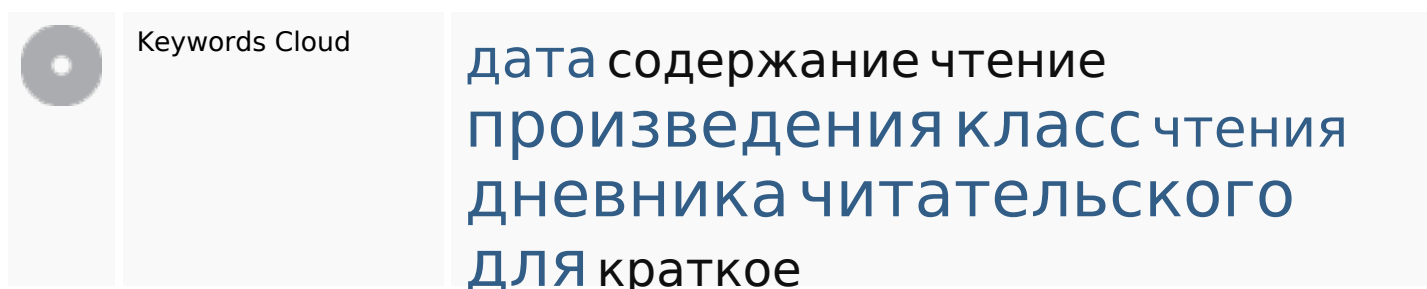 Keywords Cloud
дата содержание чтение
произведения класс чтения
дневника читательского
для краткое